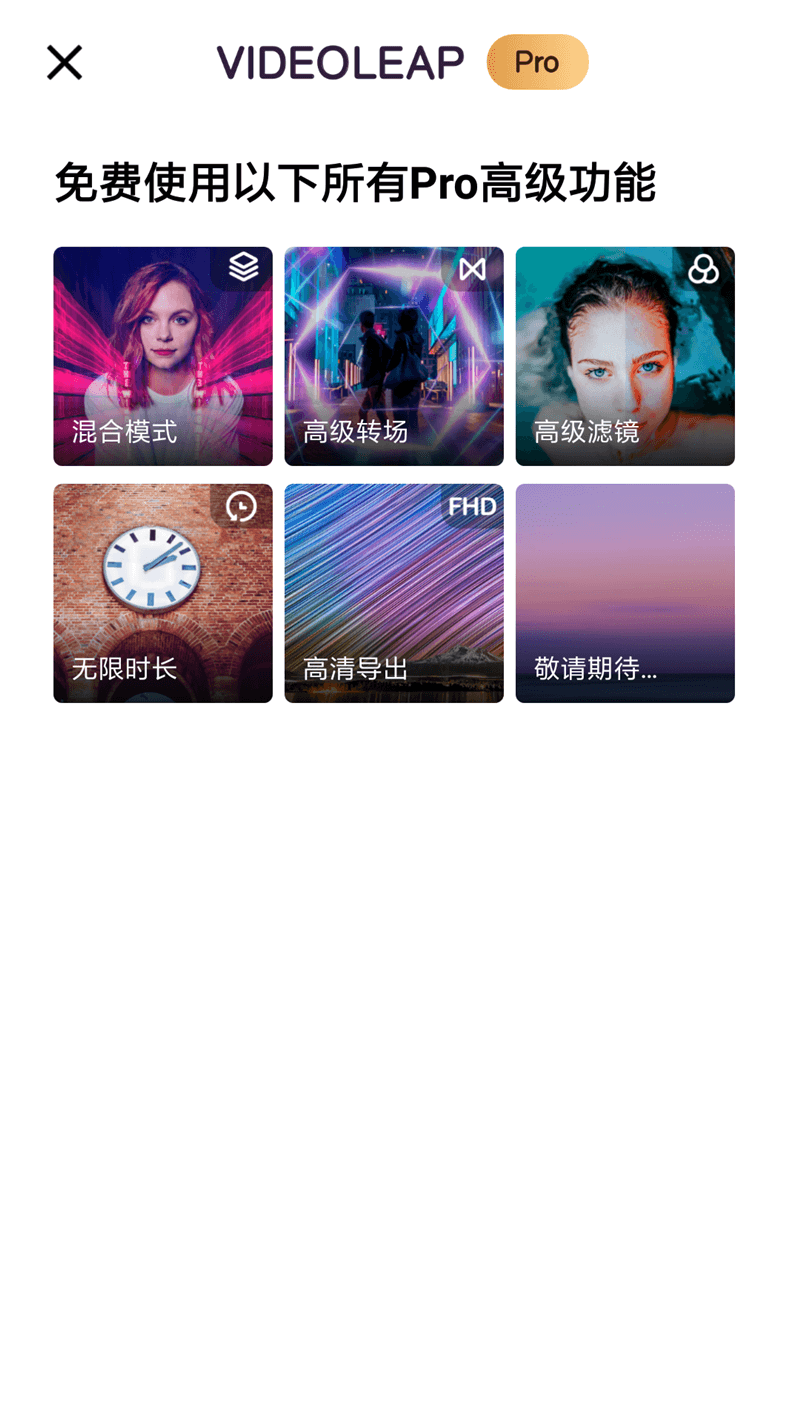 VIDEOLEAP Pro
免费使用以下所有Pro高级功能
混合模式
高级转场
高级滤镜
无限时长
FHD
高清导出
敬请期待...